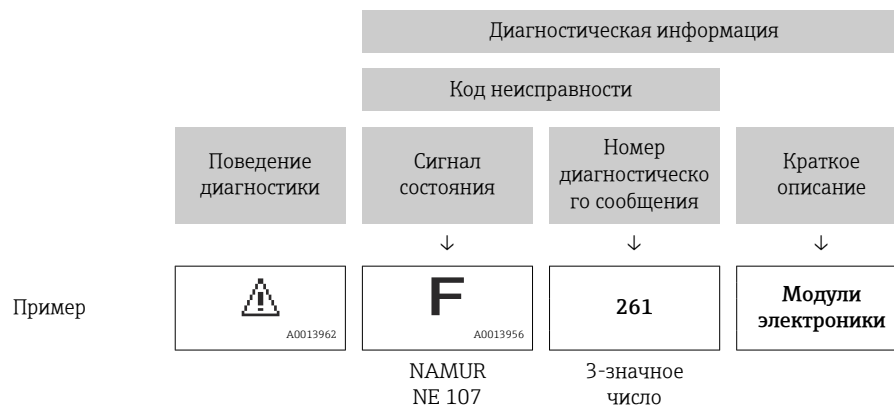 Диагностическая информация
Код неисправности
Поведение
диагностики
Сигнал
состояния
Номер
диагностическо
го сообщения
Краткое
описание
↓
↓
↓
Пример
A0013962
F
A0013956
261
Модули
электроники
NAMUR
NE 107
3-значное
число